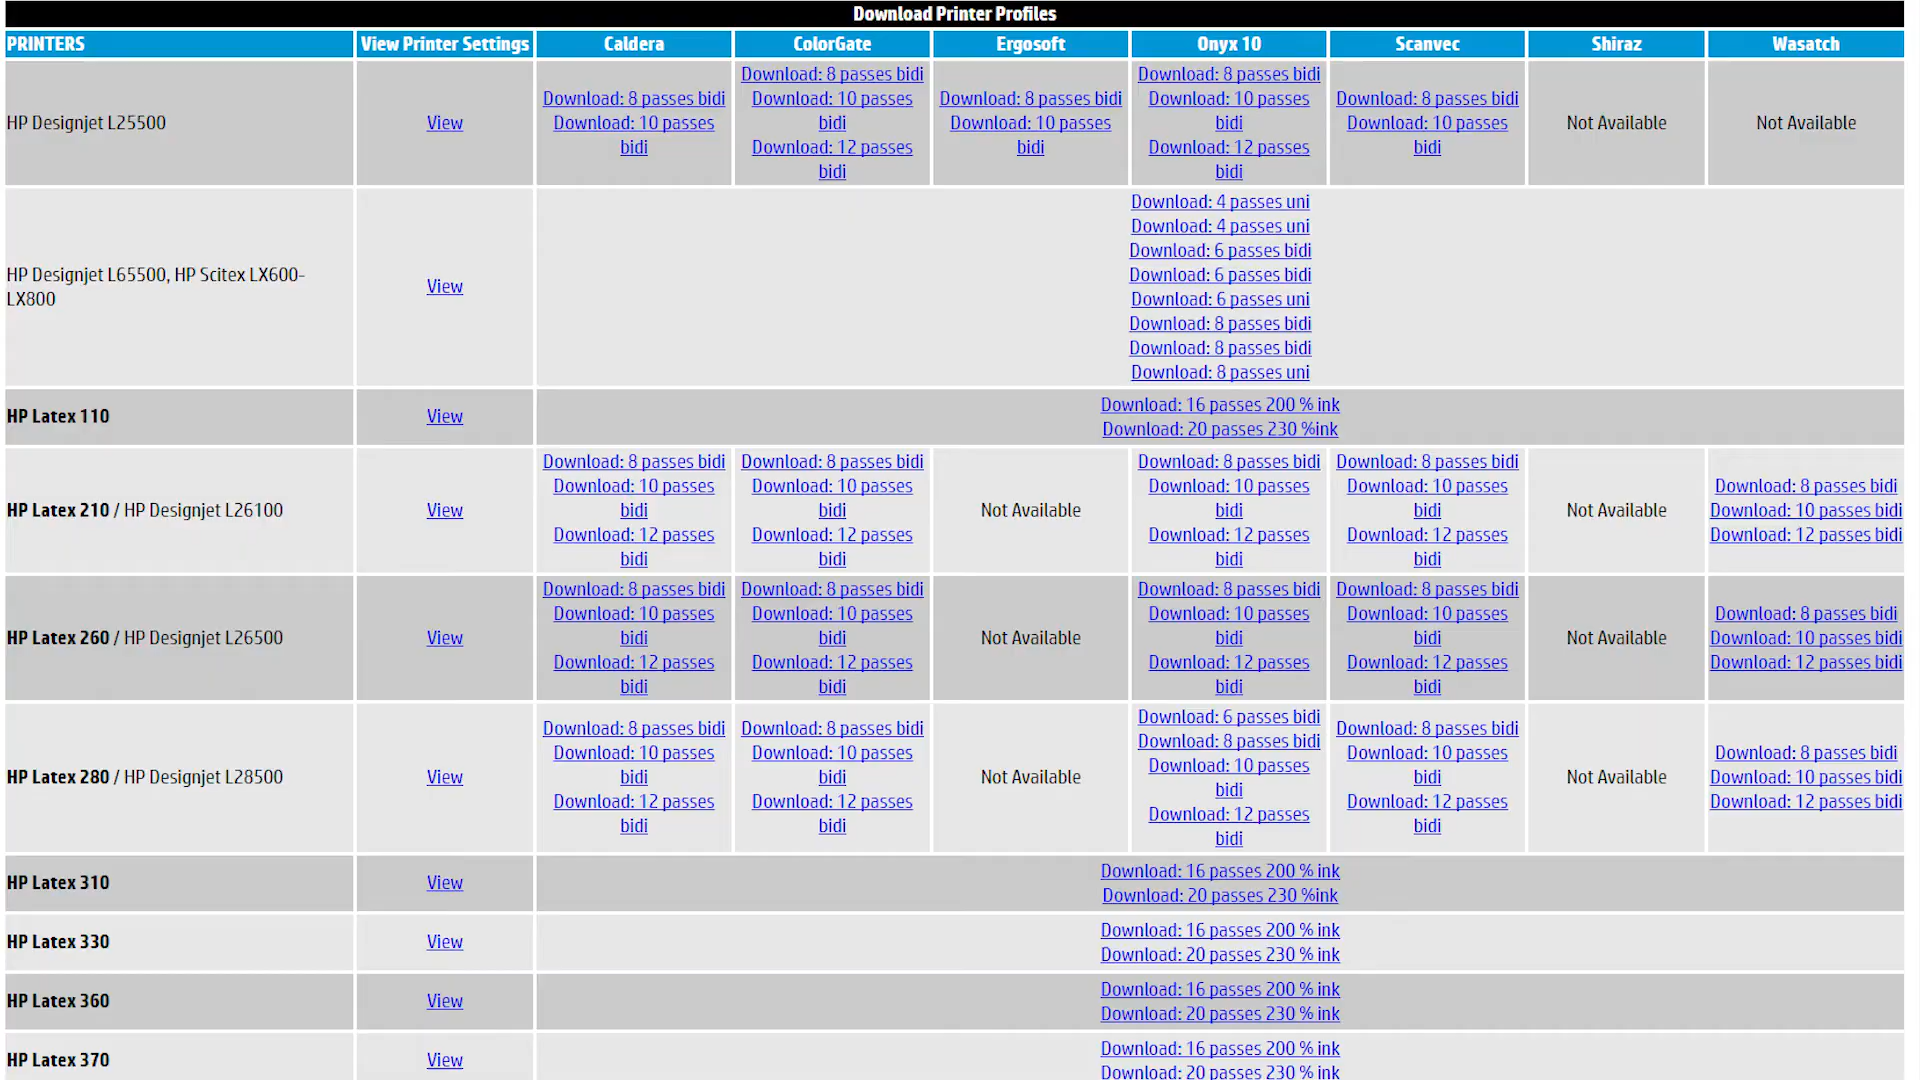 Download Printer Profiles
PRINTERS
View Printer Settings
Caldera
ColorGate
Ergosoft
Onyx 10
Scanvec
Shiraz
Wasatch
HP Designjet L25500
View
Download: 8 passes bidi
Download: 10 passes
bidi
Download: 8 passes bidi
Download: 10 passes
bidi
Download: 12 passes
bidi
Download: 8 passes bidi
Download: 10 passes
bidi
Download: 8 passes bidi
Download: 10 passes
bidi
Download: 12 passes
bidi
Download: 8 passes bidi
Download: 10 passes
bidi
Not Available
Not Available
HP Designjet L65500, HP Scitex LX600-
LX800
View
Download: 4 passes uni
Download: 4 passes uni
Download: 6 passes bidi
Download: 6 passes bidi
Download: 6 passes uni
Download: 8 passes bidi
Download: 8 passes bidi
Download: 8 passes uni
HP Latex 110
View
Download: 16 passes 200 % ink
Download: 20 passes 230 %ink
HP Latex 210 / HP Designjet L26100
View
Download: 8 passes bidi
Download: 10 passes
bidi
Download: 12 passes
bidi
Download: 8 passes bidi
Download: 10 passes
bidi
Download: 12 passes
bidi
Not Available
Download: 8 passes bidi
Download: 10 passes
bidi
Download: 12 passes
bidi
Download: 8 passes bidi
Download: 10 passes
bidi
Download: 12 passes
bidi
Not Available
Download: 8 passes bidi
Download: 10 passes bidi
Download: 12 passes bidi
HP Latex 260 / HP Designjet L26500
View
Download: 8 passes bidi
Download: 10 passes
bidi
Download: 12 passes
bidi
Download: 8 passes bidi
Download: 10 passes
bidi
Download: 12 passes
bidi
Not Available
Download: 8 passes bidi
Download: 10 passes
bidi
Download: 12 passes
bidi
Download: 8 passes bidi
Download: 10 passes
bidi
Download: 12 passes
bidi
Not Available
Download: 8 passes bidi
Download: 10 passes bidi
Download: 12 passes bidi
HP Latex 280 / HP Designjet L28500
View
Download: 8 passes bidi
Download: 10 passes
bidi
Download: 12 passes
bidi
Download: 8 passes bidi
Download: 10 passes
bidi
Download: 12 passes
bidi
Not Available
Download: 6 passes bidi
Download: 8 passes bidi
Download: 10 passes
bidi
Download: 12 passes
bidi
Download: 8 passes bidi
Download: 10 passes
bidi
Download: 12 passes
bidi
Not Available
Download: 8 passes bidi
Download: 10 passes bidi
Download: 12 passes bidi
HP Latex 310
View
Download: 16 passes 200 % ink
Download: 20 passes 230 %ink
HP Latex 330
View
Download: 16 passes 200 % ink
Download: 20 passes 230 % ink
HP Latex 360
View
Download: 16 passes 200 % ink
Download: 20 passes 230 % ink
HP Latex 370
View
Download: 16 passes 200 % ink
Download: 20 passes 230 % ink